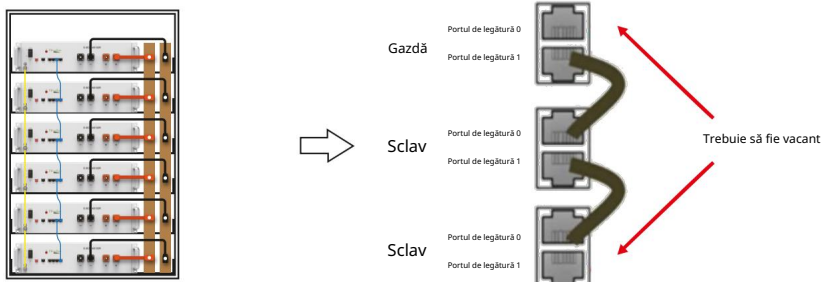 Portul de legătură 0
Gazdă
Portul de legătură 1
Portul de legătură 0
Sclav
Portul de legătură 1
Trebuie să fie vacant
Portul de legătură 0
Sclav
Portul de legătură 1